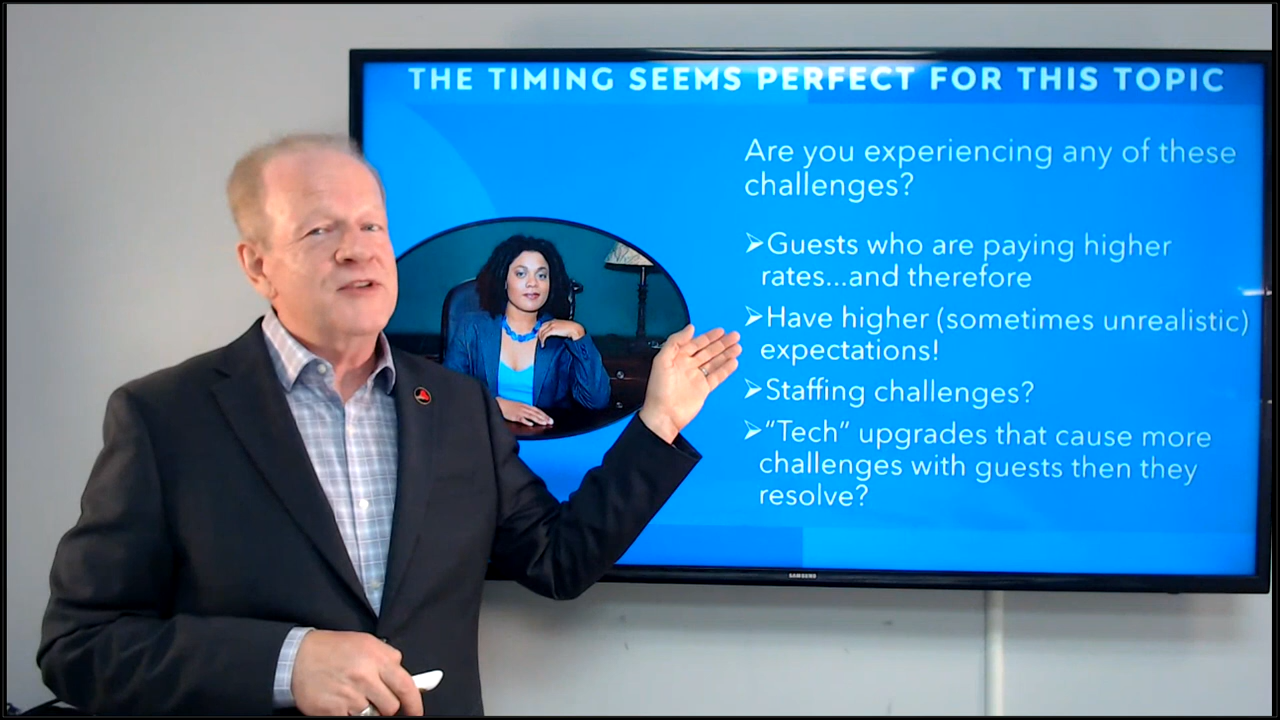 THE TIMING SEEMS PERFECT FOR THIS TOPIC
Are you experiencing any of these
challenges?
➢Guests who are paying higher
rates...and therefore
➢Have higher (sometimes unrealistic)
expectations!
➢Staffing challenges?
➢"Tech" upgrades that cause more
challenges with guests then they
resolve?
SAMSUNG